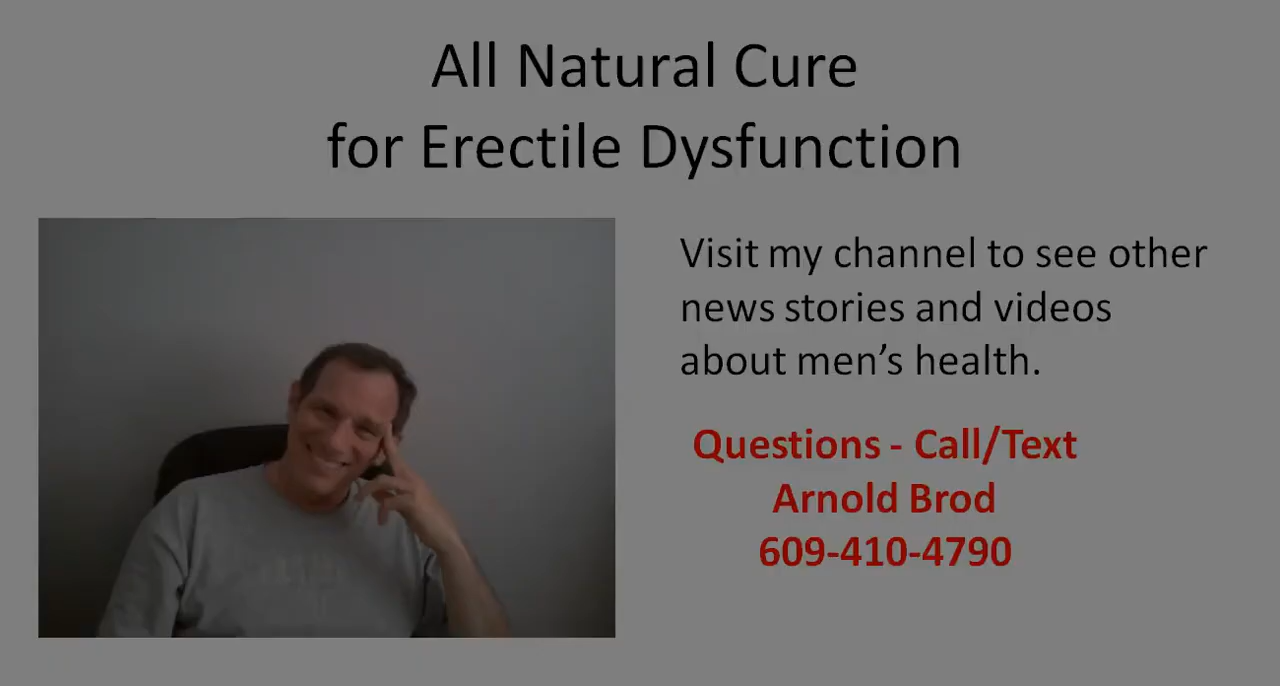 All Natural Cure
for Erectile Dysfunction
Visit my channel to see other
news stories and videos
about men’s health.
Questions - Call/Text
Arnold Brod
609-410-4790